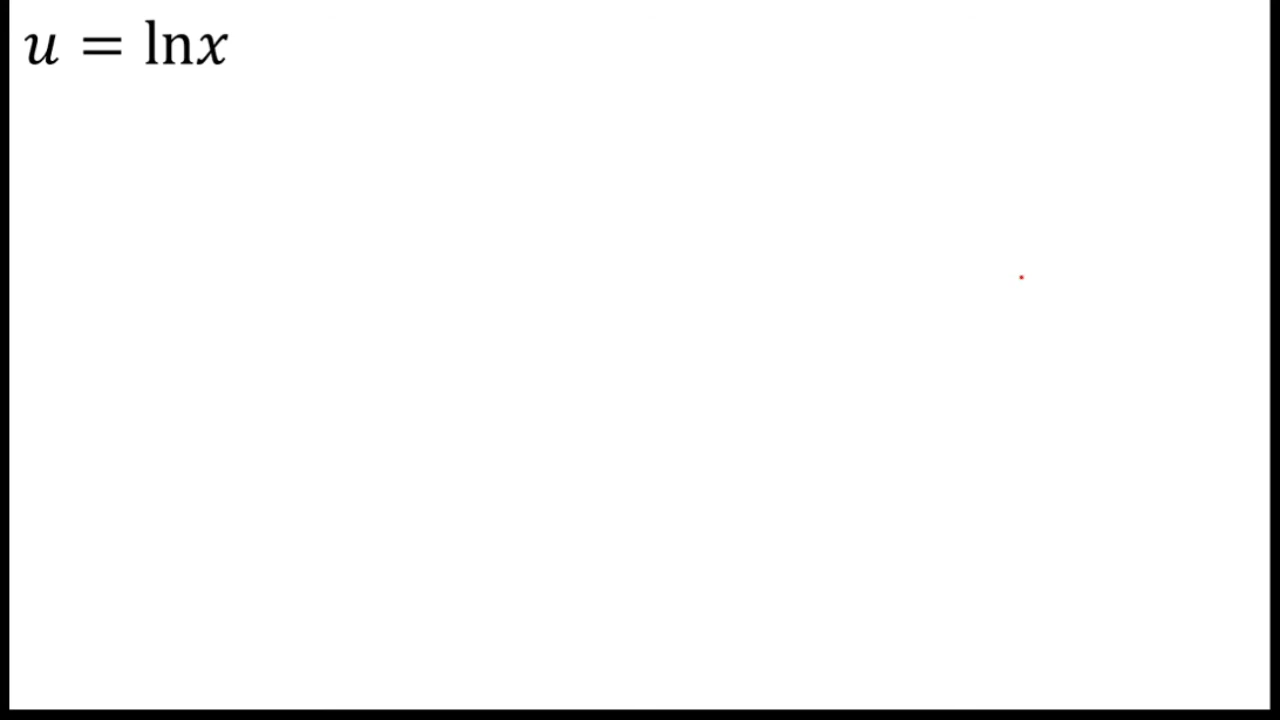 u = lnx